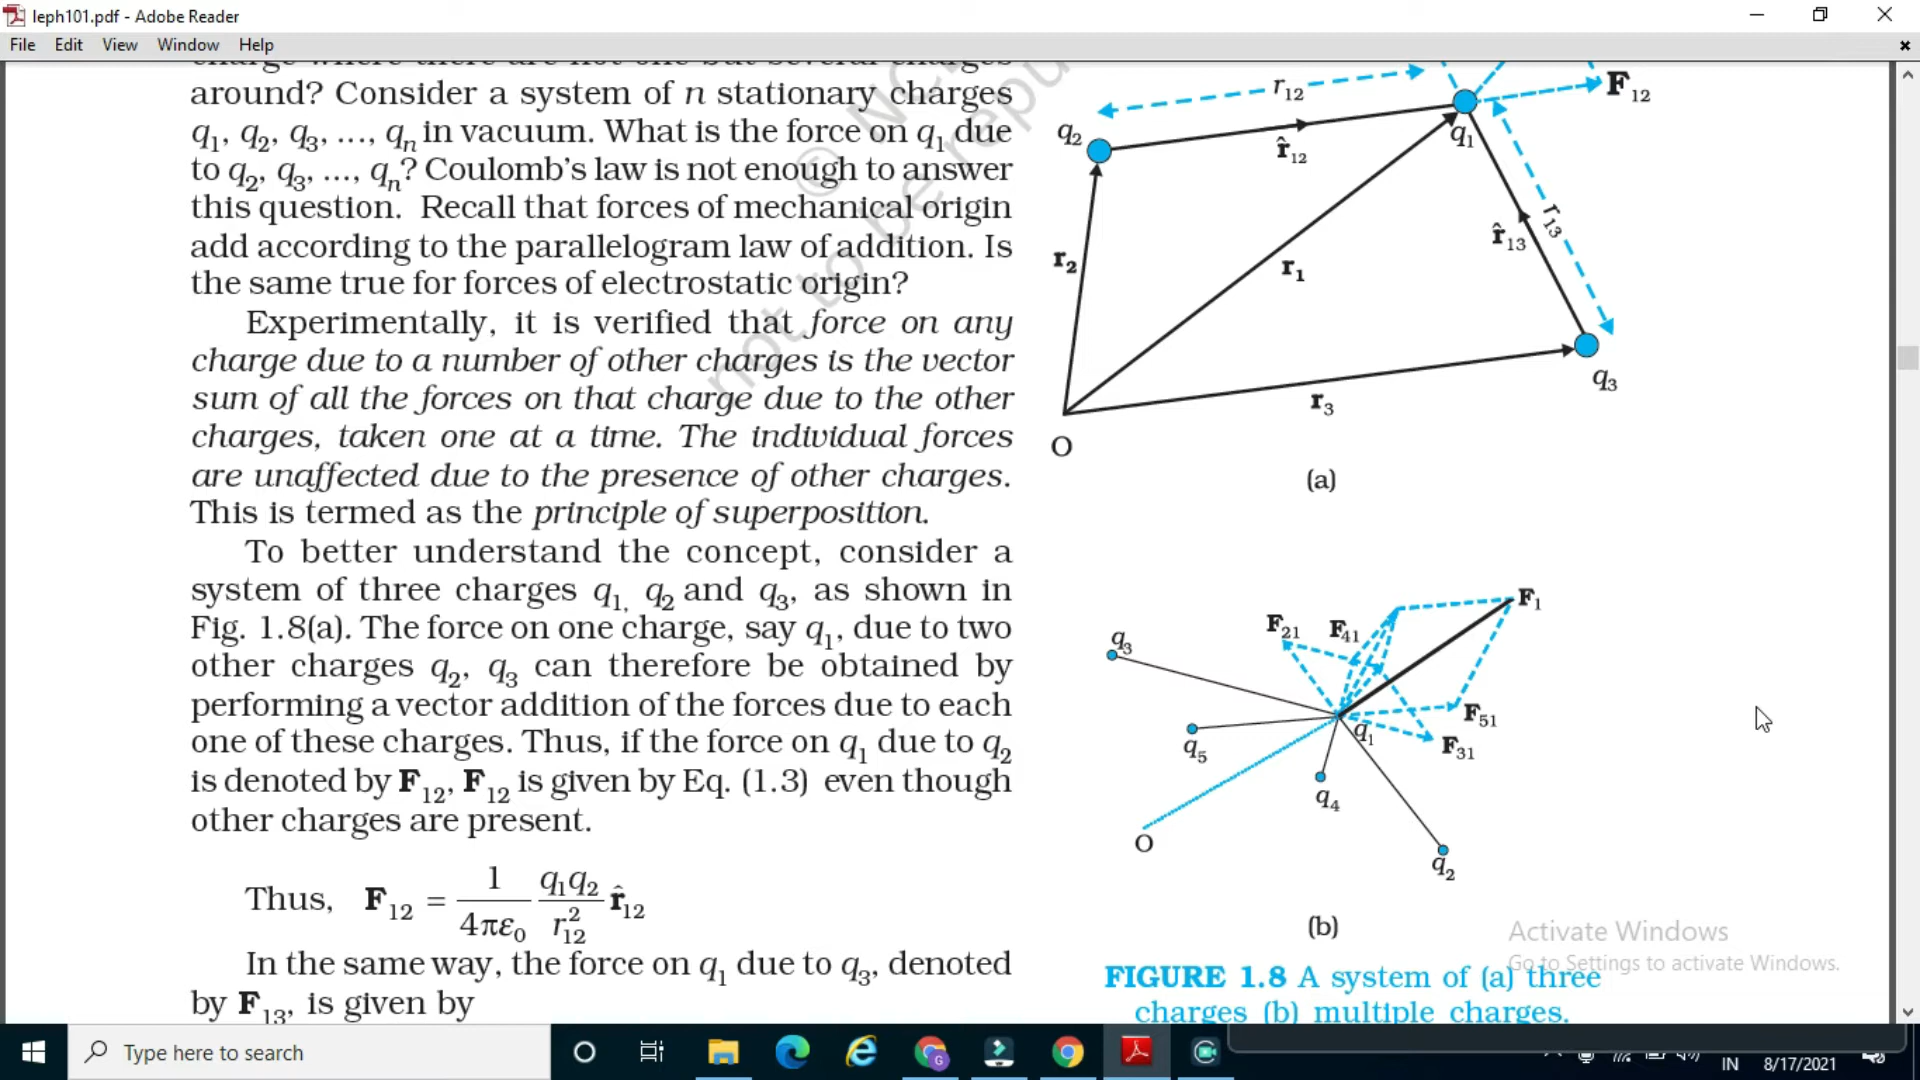 leph101.pdf - Adobe Reader
File Edit View Window Help
charge where there are not one but several charges
around? Consider a system of n stationary charges
q1, q2, q3, ..., qn in vacuum. What is the force on q1 due
to q2, q3, ..., qn? Coulomb's law is not enough to answer
this question. Recall that forces of mechanical origin
add according to the parallelogram law of addition. Is
the same true for forces of electrostatic origin?
Experimentally, it is verified that force on any
charge due to a number of other charges is the vector
sum of all the forces on that charge due to the other
charges, taken one at a time. The individual forces
are unaffected due to the presence of other charges.
This is termed as the principle of superposition.
To better understand the concept, consider a
system of three charges q1, q2 and q3, as shown in
Fig. 1.8(a). The force on one charge, say q1, due to two
other charges q2, q3 can therefore be obtained by
performing a vector addition of the forces due to each
one of these charges. Thus, if the force on q1 due to q2
is denoted by F12, F12 is given by Eq. (1.3) even though
other charges are present.
Thus, F12 = 1/4πε0 q1q2/r12² r̂12
In the same way, the force on q1 due to q3, denoted
by F13, is given by
r12
F12
q2
r̂12
q1
r13
r̂13
r2
r1
q3
r3
O
(a)
F1
F21
F41
q3
F51
q1
q5
F31
q4
O
q2
(b)
FIGURE 1.8 A system of (a) three
charges (b) multiple charges.
Activate Windows
Go to Settings to activate Windows.
not to be repu
Type here to search
IN
8/17/2021